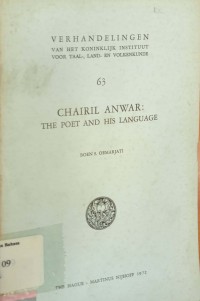 VERHANDELINGEN
VAN HET KONINKLIJK INSTITUUT
VOOR TAAL-, LAND- EN VOLKENKUNDE
63
CHAIRIL ANWAR:
THE POET AND HIS LANGUAGE
BOEN S. OEMARJATI
THE HAGUE - MARTINUS NIJHOFF 1972
09